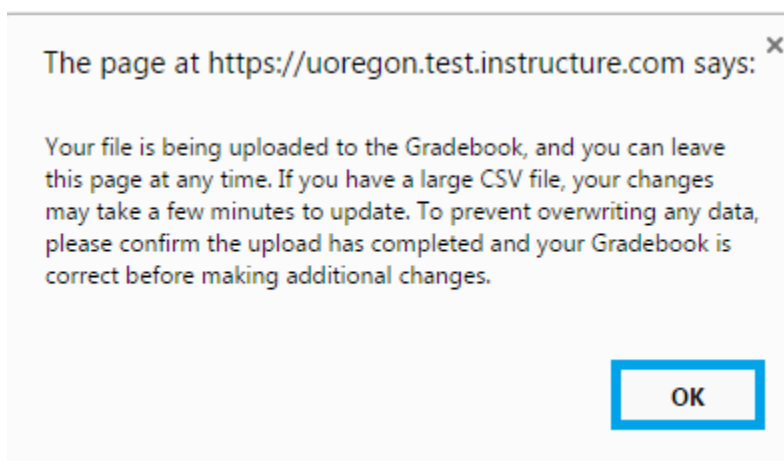 The page at https://uoregon.test.instructure.com says:
Your file is being uploaded to the Gradebook, and you can leave
this page at any time. If you have a large CSV file, your changes
may take a few minutes to update. To prevent overwriting any data,
please confirm the upload has completed and your Gradebook is
correct before making additional changes.
OK